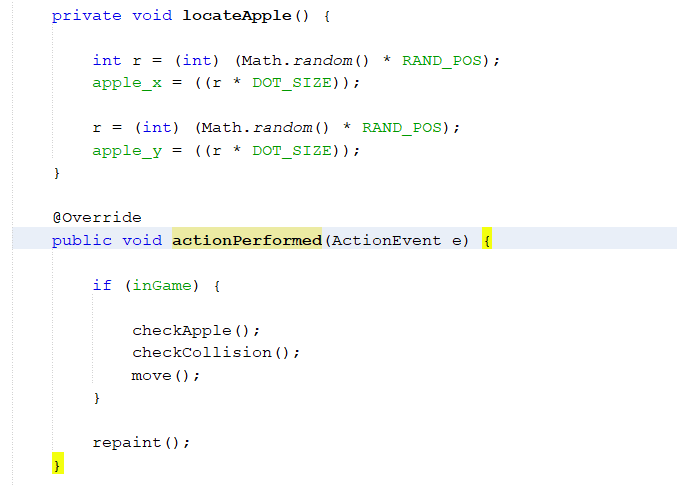 private void locateApple() {
int r = (int) (Math.random() * RAND_POS);
apple_x = ((r * DOT_SIZE));
r = (int) (Math.random() * RAND_POS);
apple_y = ((r * DOT_SIZE));
}
@Override
public void actionPerformed(ActionEvent e) {
if (inGame) {
checkApple();
checkCollision();
move();
}
repaint();
}